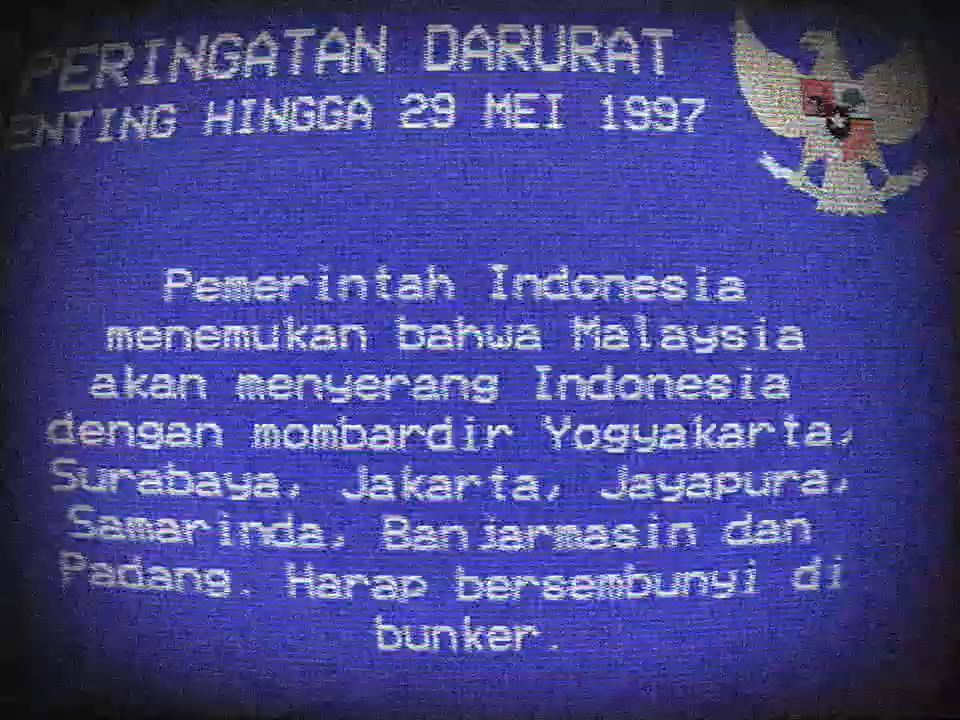 PERINGATAN DARURAT
ENTING HINGGA 29 MEI 1997
Pemerintah Indonesia
menemukan bahwa Malaysia
akan menyerang Indonesia
dengan mombardir Yogyakarta,
Surabaya, Jakarta, Jayapura,
Samarinda, Banjarmasin dan
Padang. Harap bersembunyi di
bunker.